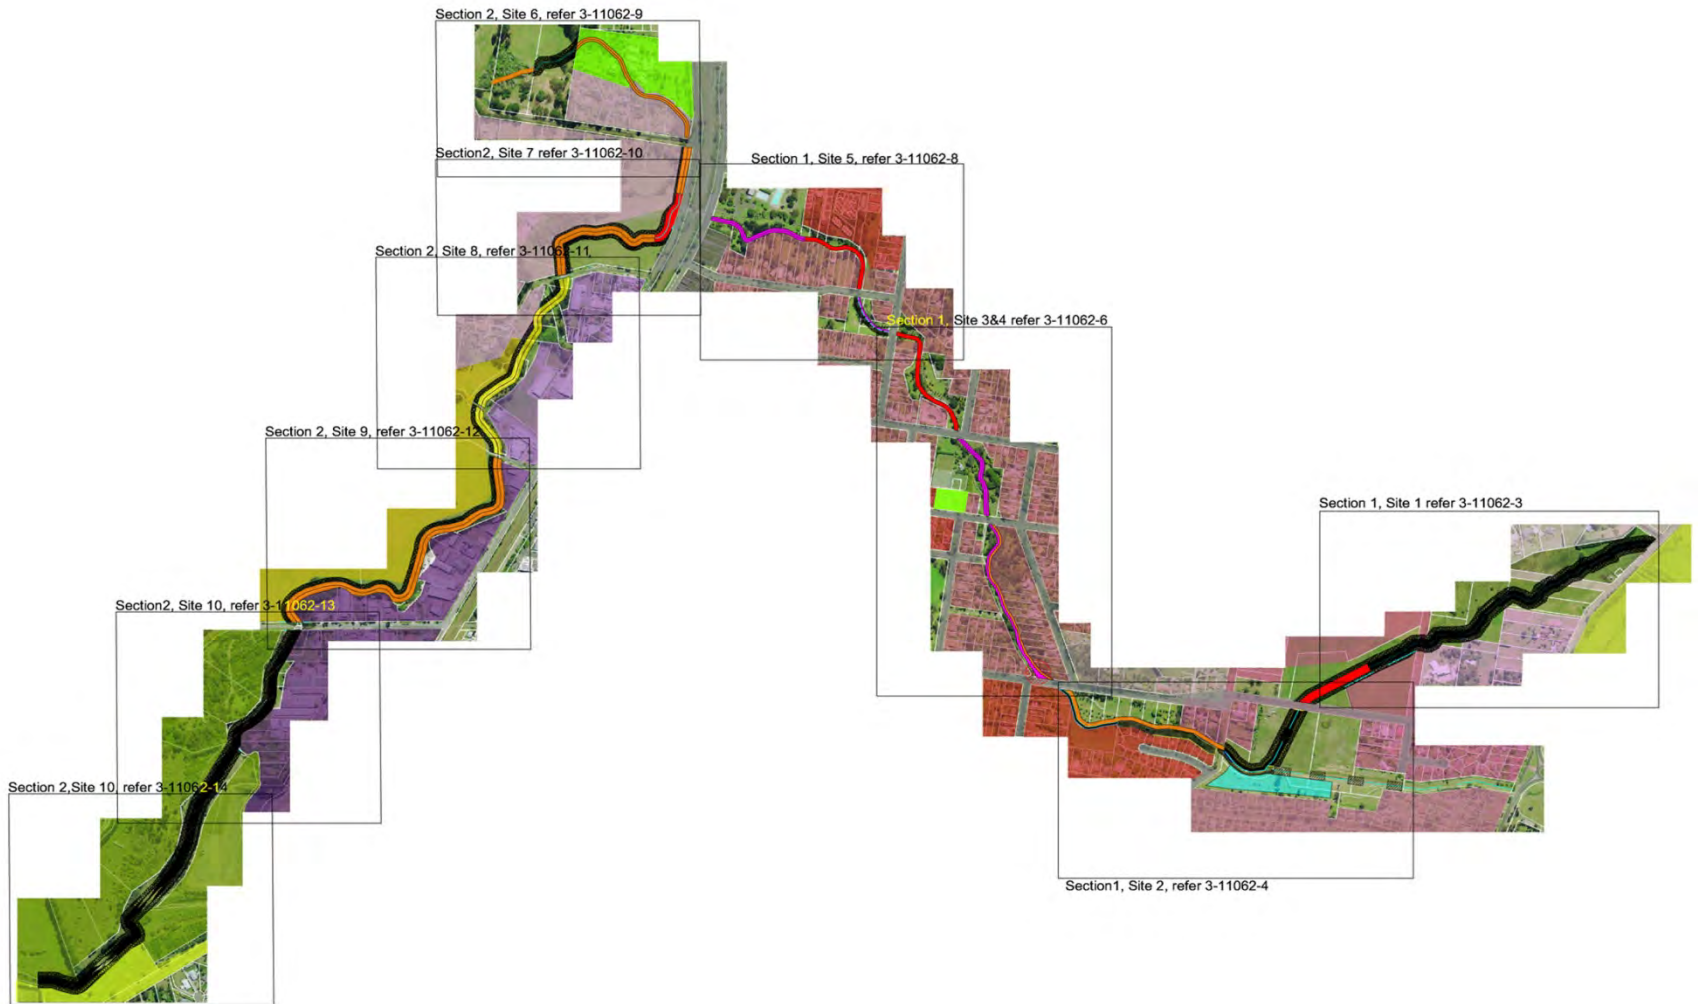 Section 2, Site 6, refer 3-11062-9
Section2, Site 7 refer 3-11062-10
Section 1, Site 5, refer 3-11062-8
Section 2, Site 8, refer 3-11062-11
Section 1, Site 3&4 refer 3-11062-6
Section 2, Site 9, refer 3-11062-12
Section 1, Site 1 refer 3-11062-3
Section2, Site 10, refer 3-11062-13
Section 2,Site 10, refer 3-11062-14
Section1, Site 2, refer 3-11062-4